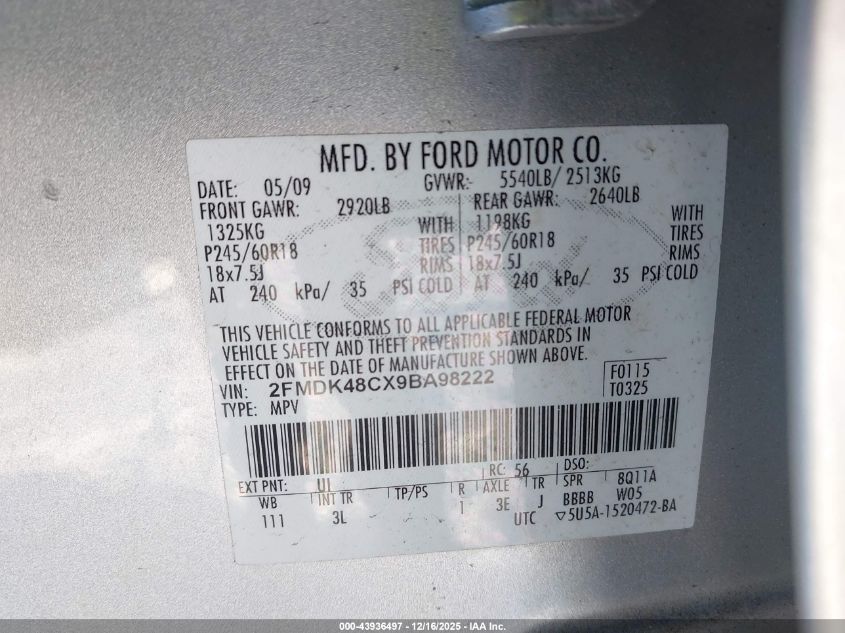 MFD. BY FORD MOTOR CO.
DATE: 05/09 GVWR: 5540LB/ 2513KG
FRONT GAWR: 2920LB REAR GAWR: 2640LB
1325KG WITH 1198KG WITH
P245/60R18 TIRES P245/60R18 TIRES
18x7.5J RIMS 18x7.5J RIMS
AT 240 kPa/ 35 PSI COLD AT 240 kPa/ 35 PSI COLD
THIS VEHICLE CONFORMS TO ALL APPLICABLE FEDERAL MOTOR
VEHICLE SAFETY AND THEFT PREVENTION STANDARDS IN
EFFECT ON THE DATE OF MANUFACTURE SHOWN ABOVE.
VIN: 2FMDK48CX9BA98222 F0115
TYPE: MPV T0325
EXT PNT: UI RC: 56 DSO:
WB INT TR TP/PS R AXLE TR SPR 8Q11A
111 3L 1 3E J BBBB W05
UTC ▽5U5A-1520472-BA
000-43936497 - 12/16/2025 - IAA Inc.